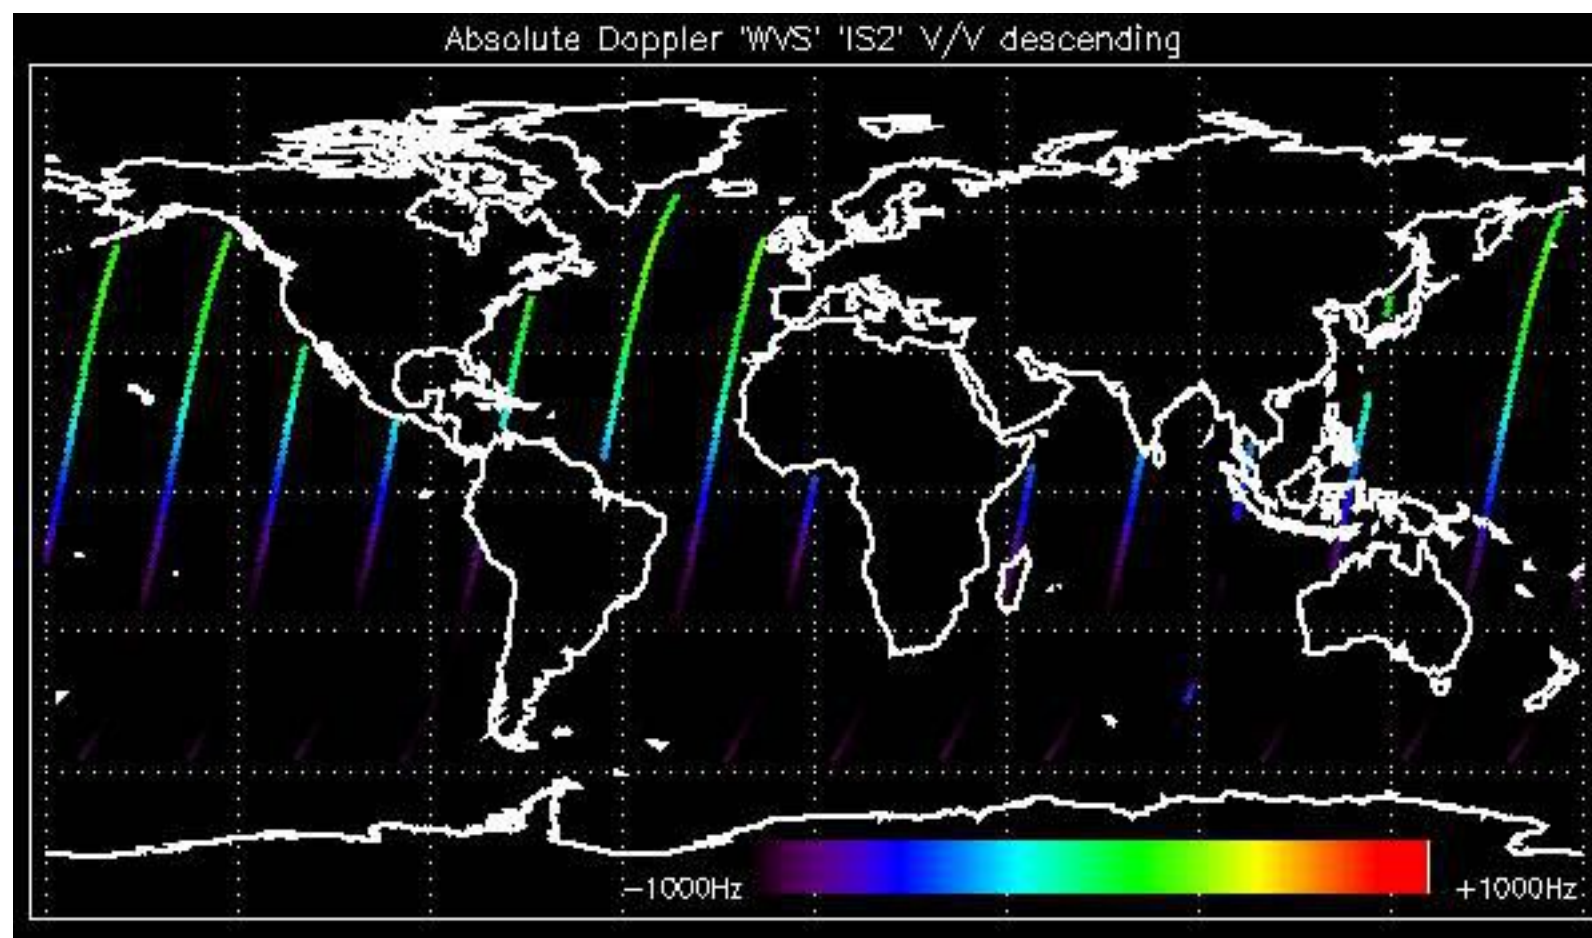 Absolute Doppler 'WVS' 'IS2' V/V descending
-1000Hz
+1000Hz